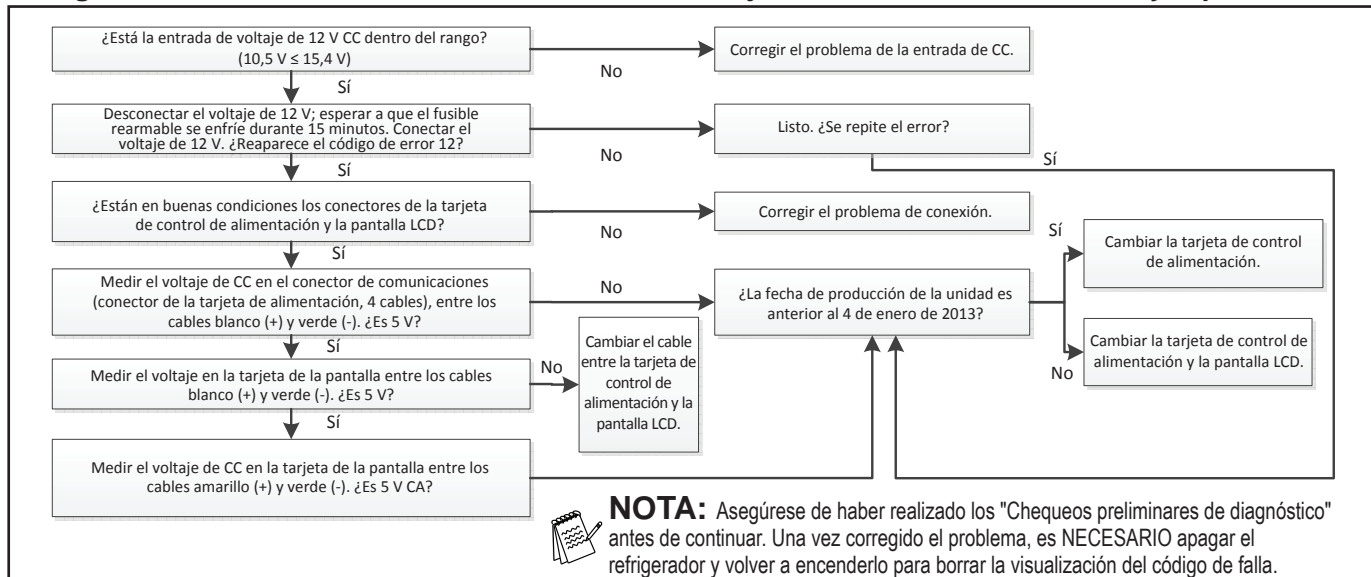 ¿Está la entrada de voltaje de 12 V CC dentro del rango?
(10,5 V ≤ 15,4 V)
No
Corregir el problema de la entrada de CC.
Sí
Desconectar el voltaje de 12 V; esperar a que el fusible
rearmable se enfríe durante 15 minutos. Conectar el
voltaje de 12 V. ¿Reaparece el código de error 12?
No
Listo. ¿Se repite el error?
Sí
Sí
¿Están en buenas condiciones los conectores de la tarjeta
de control de alimentación y la pantalla LCD?
No
Corregir el problema de conexión.
Sí
Medir el voltaje de CC en el conector de comunicaciones
(conector de la tarjeta de alimentación, 4 cables), entre los
cables blanco (+) y verde (-). ¿Es 5 V?
No
¿La fecha de producción de la unidad es
anterior al 4 de enero de 2013?
Sí
Cambiar la tarjeta de control
de alimentación.
No
Cambiar la tarjeta de control de
alimentación y la pantalla LCD.
Sí
Medir el voltaje en la tarjeta de la pantalla entre los cables
blanco (+) y verde (-). ¿Es 5 V?
No
Cambiar el cable
entre la tarjeta de
control de
alimentación y la
pantalla LCD.
Sí
Medir el voltaje de CC en la tarjeta de la pantalla entre los
cables amarillo (+) y verde (-). ¿Es 5 V CA?
NOTA: Asegúrese de haber realizado los "Chequeos preliminares de diagnóstico"
antes de continuar. Una vez corregido el problema, es NECESARIO apagar el
refrigerador y volver a encenderlo para borrar la visualización del código de falla.